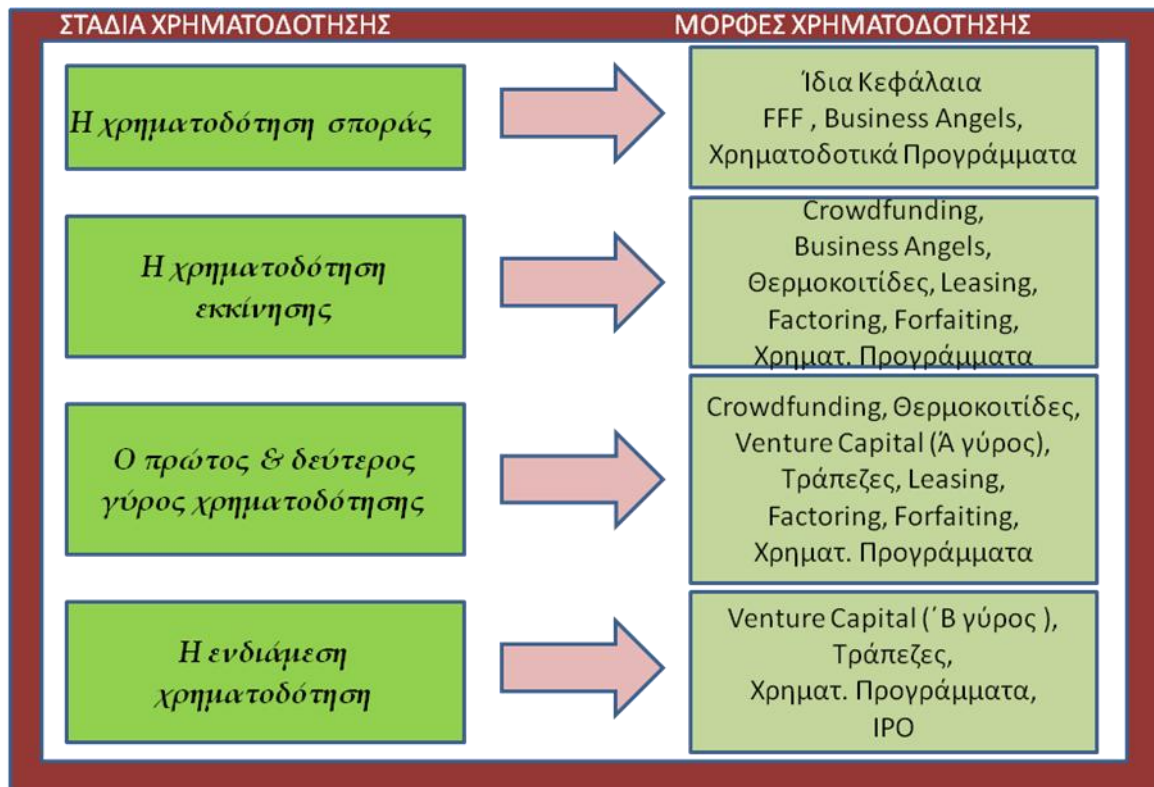 ΣΤΑΔΙΑ ΧΡΗΜΑΤΟΔΟΤΗΣΗΣ
ΜΟΡΦΕΣ ΧΡΗΜΑΤΟΔΟΤΗΣΗΣ
Η χρηματοδότηση σποράς
Ίδια Κεφάλαια
FFF , Business Angels,
Χρηματοδοτικά Προγράμματα
Η χρηματοδότηση
εκκίνησης
Crowdfunding,
Business Angels,
Θερμοκοιτίδες, Leasing,
Factoring, Forfaiting,
Χρηματ. Προγράμματα
Ο πρώτος & δεύτερος
γύρος χρηματοδότησης
Crowdfunding, Θερμοκοιτίδες,
Venture Capital (Ά γύρος),
Τράπεζες, Leasing,
Factoring, Forfaiting,
Χρηματ. Προγράμματα
Η ενδιάμεση
χρηματοδότηση
Venture Capital (΄Β γύρος ),
Τράπεζες,
Χρηματ. Προγράμματα,
IPO